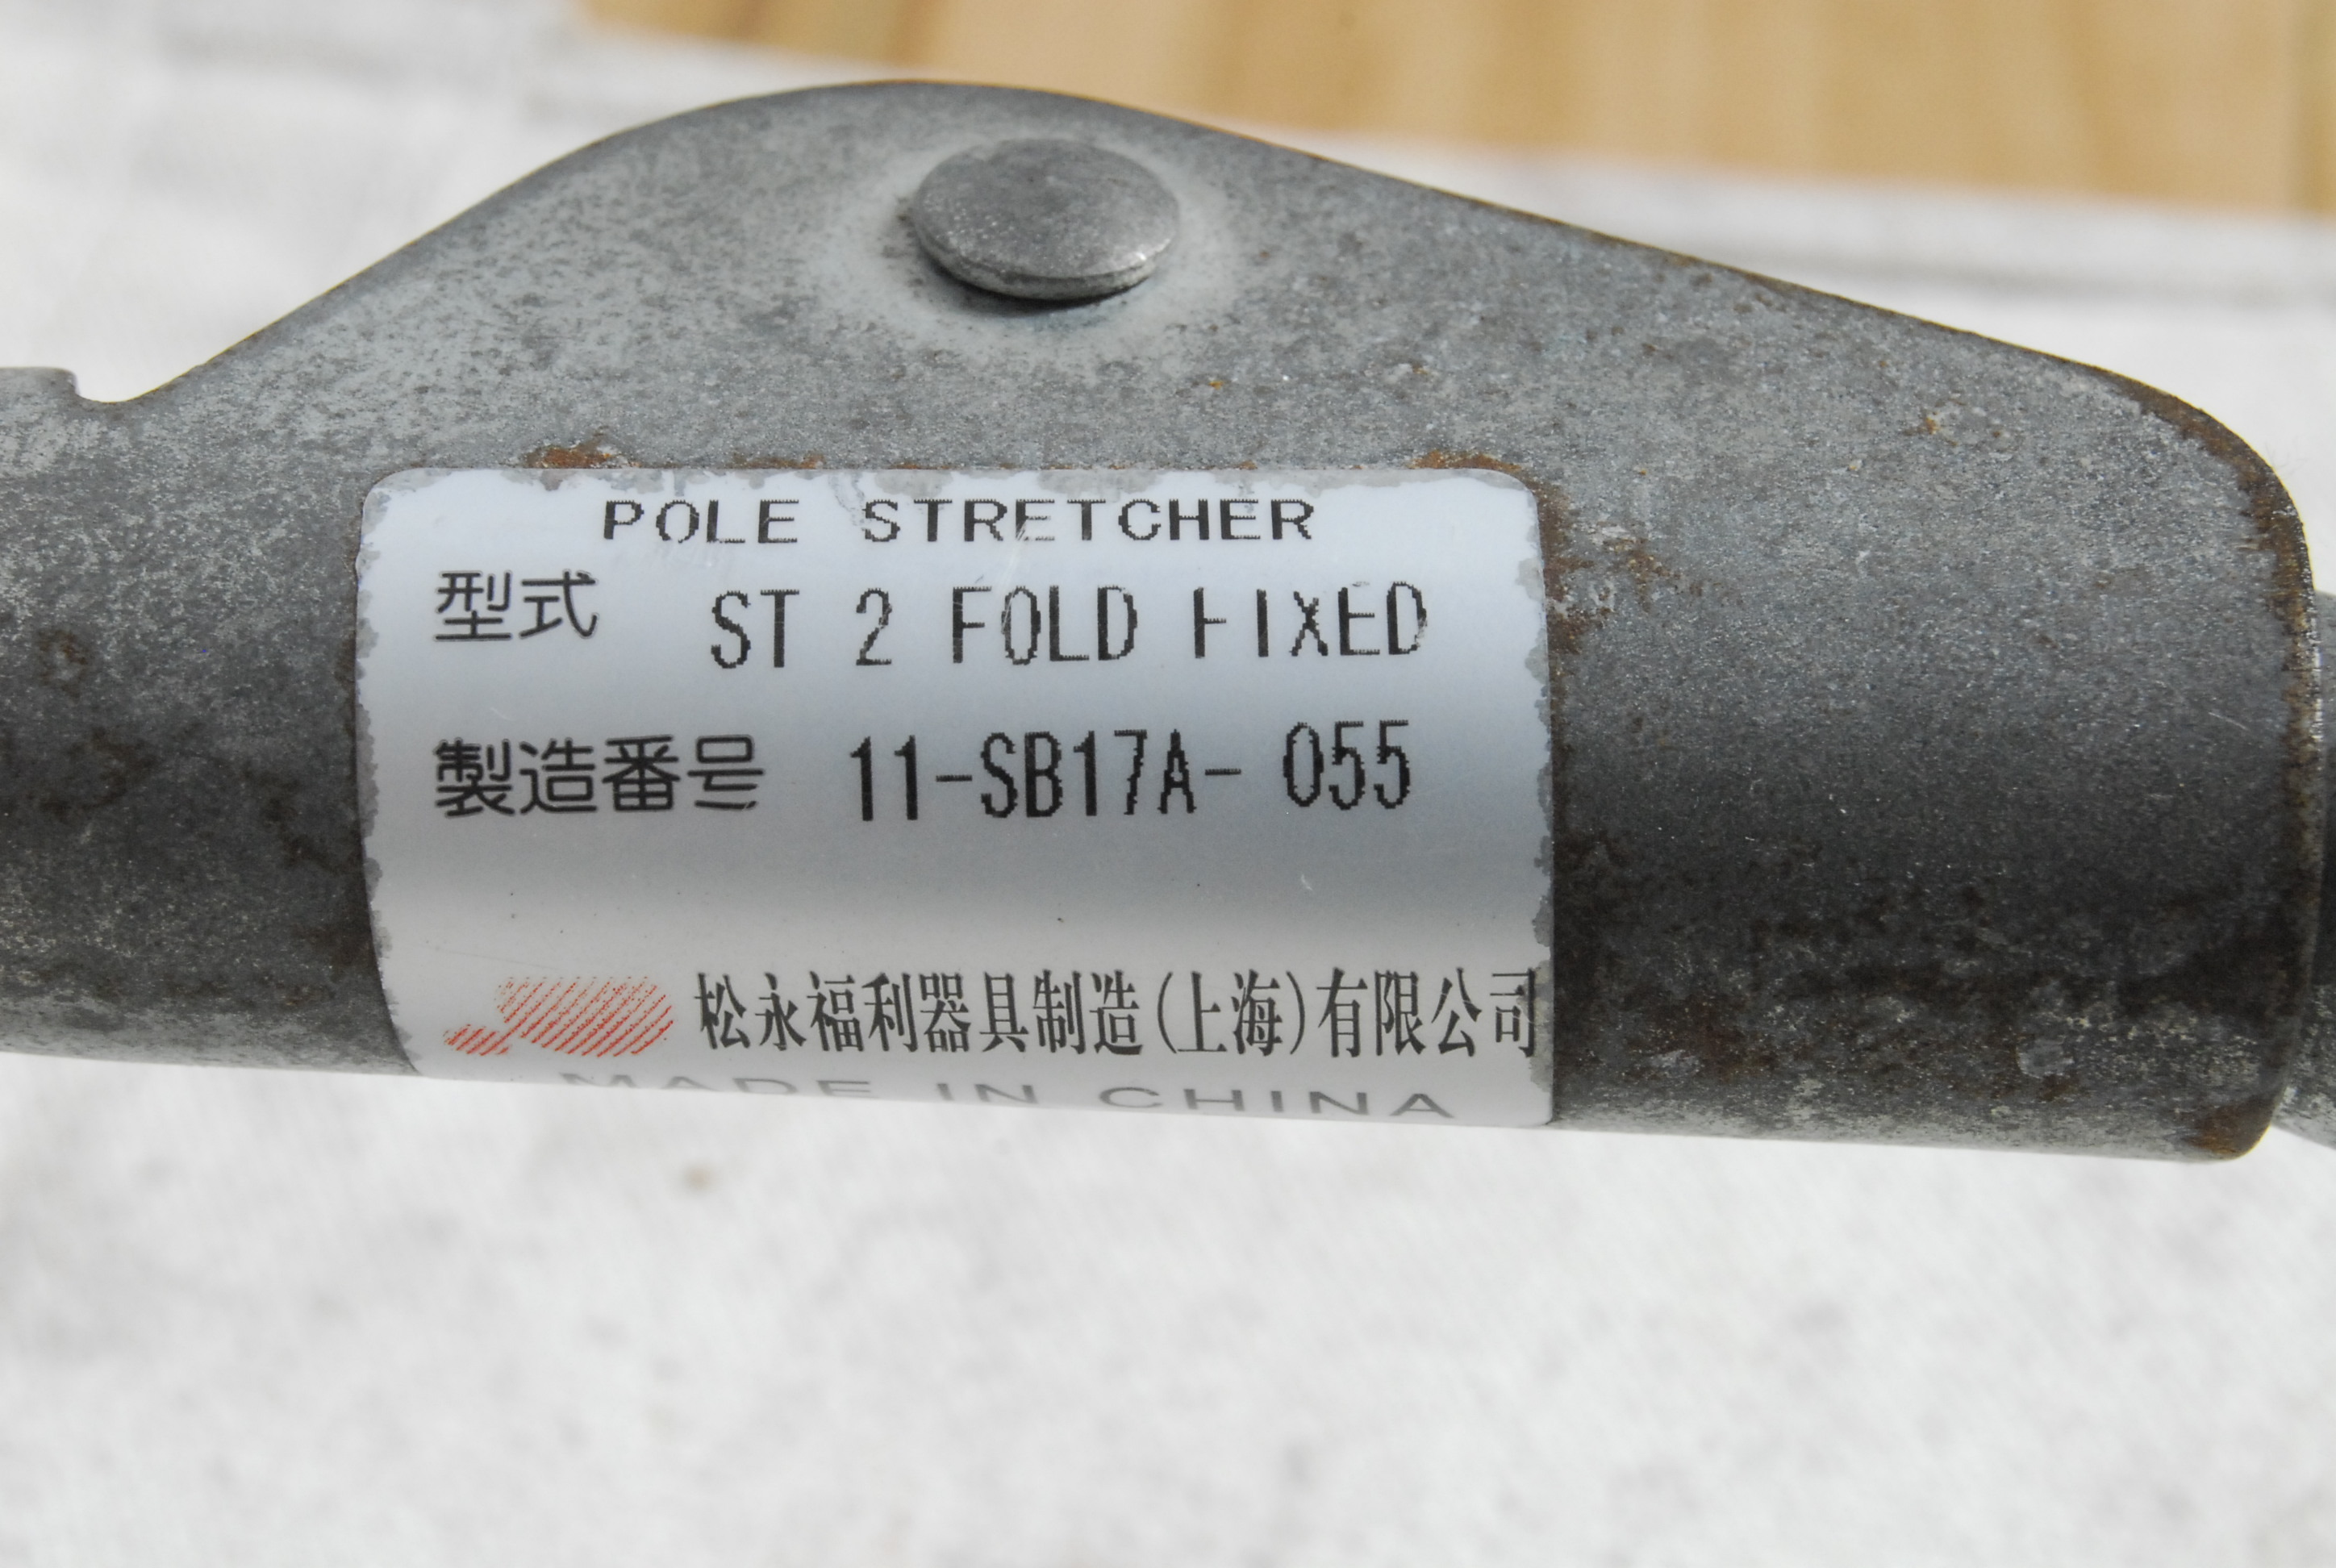 POLE STRETCHER
型式 ST 2 FOLD FIXED
製造番号 11-SB17A- 055
松永福利器具制造(上海)有限公司
MADE IN CHINA